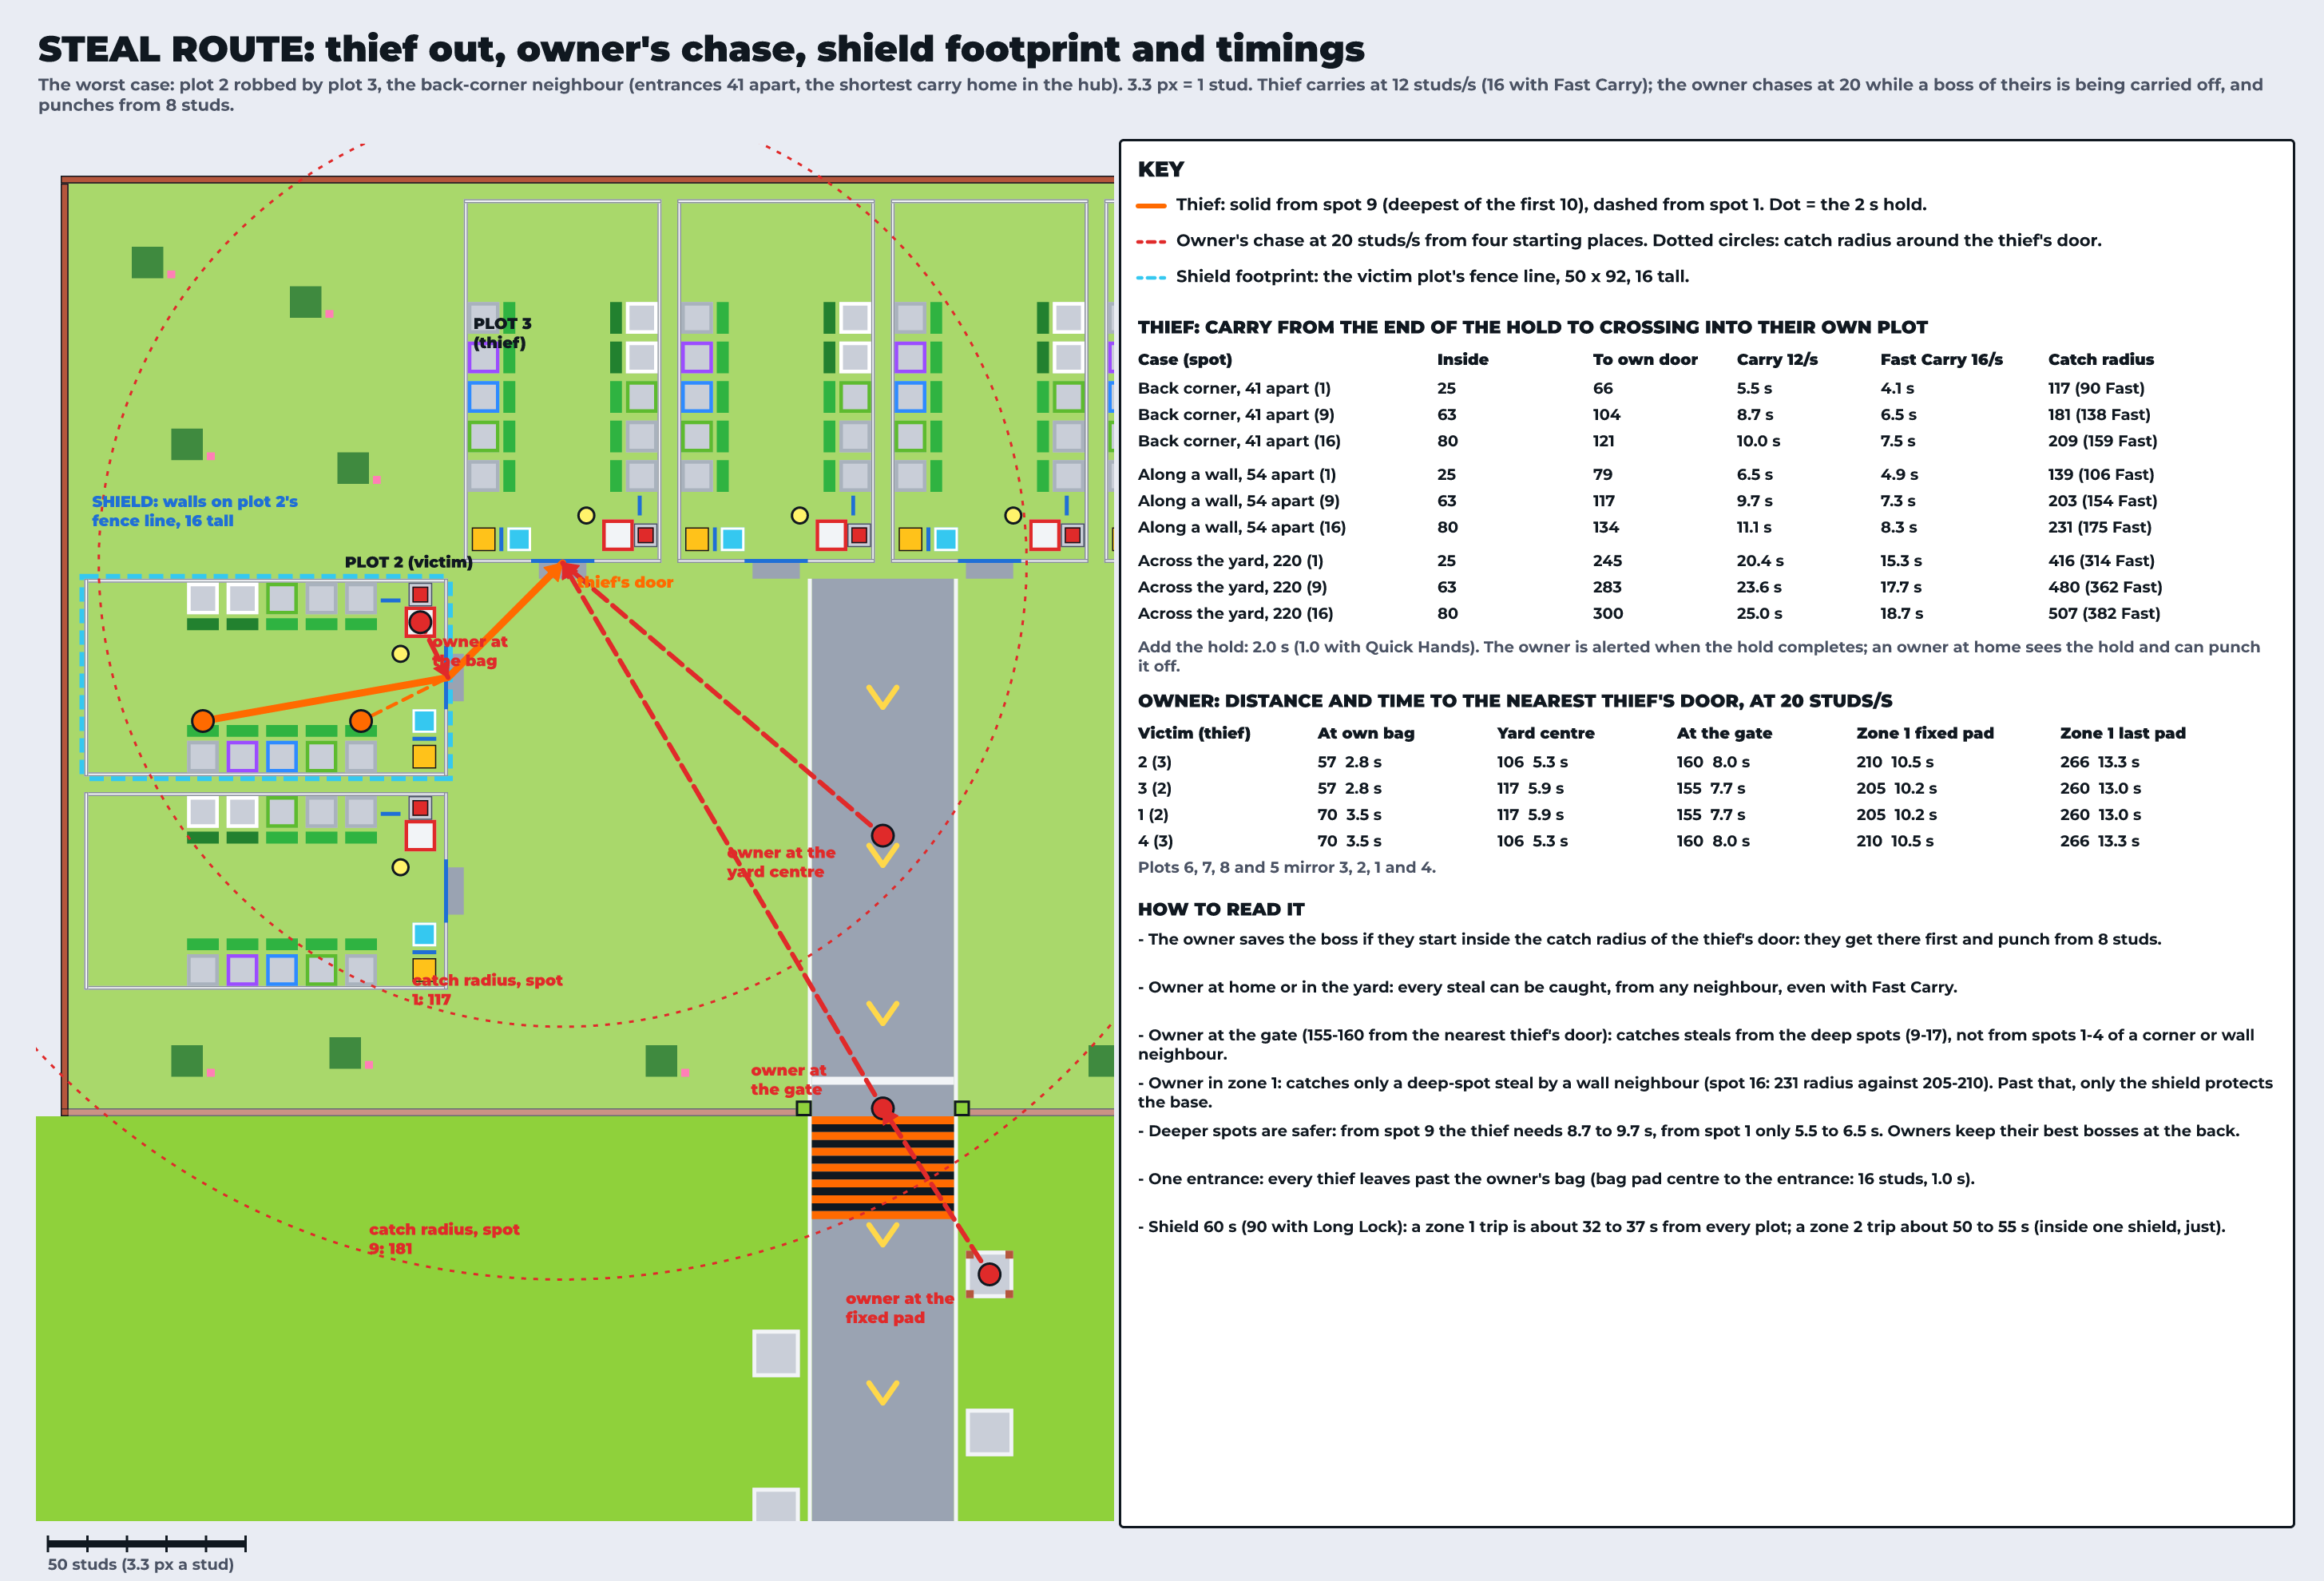 STEAL ROUTE: thief out, owner's chase, shield footprint and timings
The worst case: plot 2 robbed by plot 3, the back-corner neighbour (entrances 41 apart, the shortest carry home in the hub). 3.3 px = 1 stud. Thief carries at 12 studs/s (16 with Fast Carry); the owner chases at 20 while a boss of theirs is being carried off, and
punches from 8 studs.
PLOT 3
(thief)
SHIELD: walls on plot 2's
fence line, 16 tall
PLOT 2 (victim)
thief's door
owner at
the bag
owner at the
yard centre
catch radius, spot
1: 117
owner at
the gate
catch radius, spot
9: 181
owner at the
fixed pad
50 studs (3.3 px a stud)
KEY
Thief: solid from spot 9 (deepest of the first 10), dashed from spot 1. Dot = the 2 s hold.
Owner's chase at 20 studs/s from four starting places. Dotted circles: catch radius around the thief's door.
Shield footprint: the victim plot's fence line, 50 x 92, 16 tall.
THIEF: CARRY FROM THE END OF THE HOLD TO CROSSING INTO THEIR OWN PLOT
Case (spot) Inside To own door Carry 12/s Fast Carry 16/s Catch radius
Back corner, 41 apart (1) 25 66 5.5 s 4.1 s 117 (90 Fast)
Back corner, 41 apart (9) 63 104 8.7 s 6.5 s 181 (138 Fast)
Back corner, 41 apart (16) 80 121 10.0 s 7.5 s 209 (159 Fast)
Along a wall, 54 apart (1) 25 79 6.5 s 4.9 s 139 (106 Fast)
Along a wall, 54 apart (9) 63 117 9.7 s 7.3 s 203 (154 Fast)
Along a wall, 54 apart (16) 80 134 11.1 s 8.3 s 231 (175 Fast)
Across the yard, 220 (1) 25 245 20.4 s 15.3 s 416 (314 Fast)
Across the yard, 220 (9) 63 283 23.6 s 17.7 s 480 (362 Fast)
Across the yard, 220 (16) 80 300 25.0 s 18.7 s 507 (382 Fast)
Add the hold: 2.0 s (1.0 with Quick Hands). The owner is alerted when the hold completes; an owner at home sees the hold and can punch
it off.
OWNER: DISTANCE AND TIME TO THE NEAREST THIEF'S DOOR, AT 20 STUDS/S
Victim (thief) At own bag Yard centre At the gate Zone 1 fixed pad Zone 1 last pad
2 (3) 57 2.8 s 106 5.3 s 160 8.0 s 210 10.5 s 266 13.3 s
3 (2) 57 2.8 s 117 5.9 s 155 7.7 s 205 10.2 s 260 13.0 s
1 (2) 70 3.5 s 117 5.9 s 155 7.7 s 205 10.2 s 260 13.0 s
4 (3) 70 3.5 s 106 5.3 s 160 8.0 s 210 10.5 s 266 13.3 s
Plots 6, 7, 8 and 5 mirror 3, 2, 1 and 4.
HOW TO READ IT
- The owner saves the boss if they start inside the catch radius of the thief's door: they get there first and punch from 8 studs.
- Owner at home or in the yard: every steal can be caught, from any neighbour, even with Fast Carry.
- Owner at the gate (155-160 from the nearest thief's door): catches steals from the deep spots (9-17), not from spots 1-4 of a corner or wall
neighbour.
- Owner in zone 1: catches only a deep-spot steal by a wall neighbour (spot 16: 231 radius against 205-210). Past that, only the shield protects
the base.
- Deeper spots are safer: from spot 9 the thief needs 8.7 to 9.7 s, from spot 1 only 5.5 to 6.5 s. Owners keep their best bosses at the back.
- One entrance: every thief leaves past the owner's bag (bag pad centre to the entrance: 16 studs, 1.0 s).
- Shield 60 s (90 with Long Lock): a zone 1 trip is about 32 to 37 s from every plot; a zone 2 trip about 50 to 55 s (inside one shield, just).